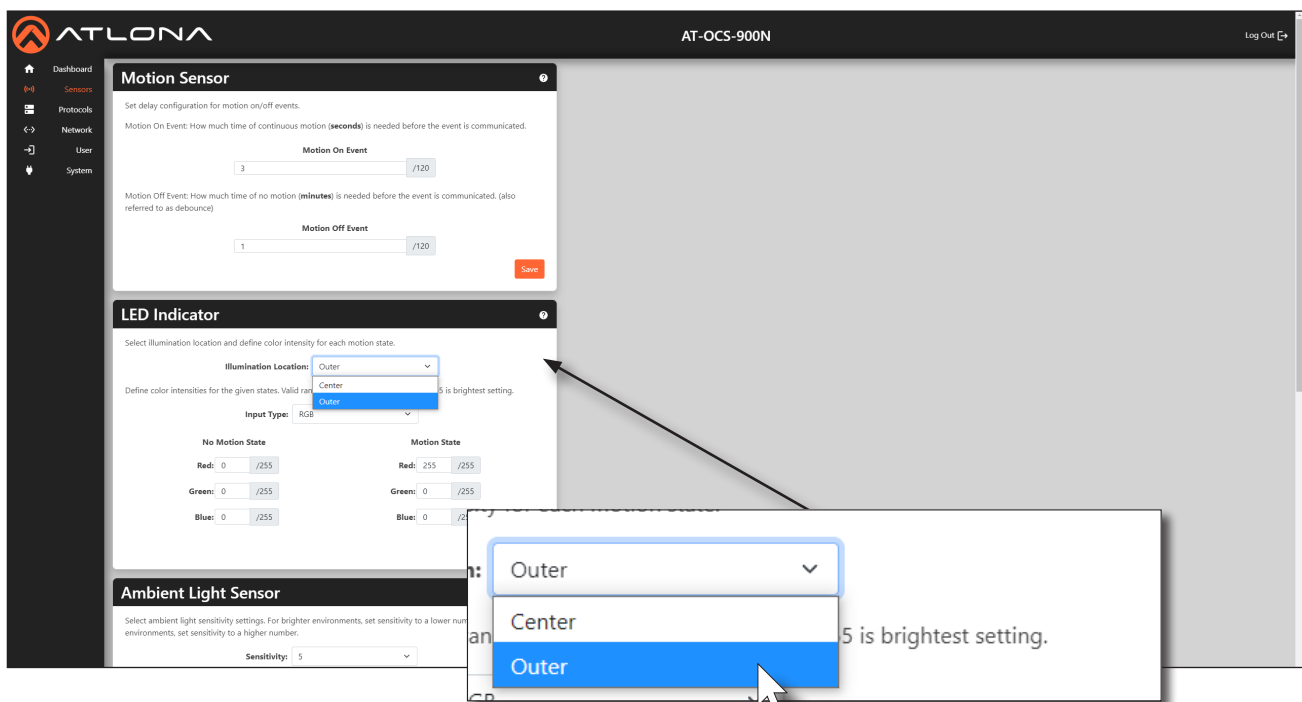 ATLONA
AT-OCS-900N
Log Out
Dashboard
Sensors
Protocols
Network
User
System
Motion Sensor
Set delay configuration for motion on/off events.
Motion On Event: How much time of continuous motion (seconds) is needed before the event is communicated.
Motion On Event
3 /120
Motion Off Event: How much time of no motion (minutes) is needed before the event is communicated. (also
referred to as debounce)
Motion Off Event
1 /120
Save
LED Indicator
Select illumination location and define color intensity for each motion state.
Illumination Location: Outer
Center
Outer
Define color intensities for the given states. Valid ran 5 is brightest setting.
Input Type: RGB
No Motion State Motion State
Red: 0 /255 Red: 255 /255
Green: 0 /255 Green: 0 /255
Blue: 0 /255 Blue: 0 /25
Ambient Light Sensor
Select ambient light sensitivity settings. For brighter environments, set sensitivity to a lower num
environments, set sensitivity to a higher number.
Sensitivity: 5
y for each motion state.
n: Outer
Center
an 5 is brightest setting.
Outer